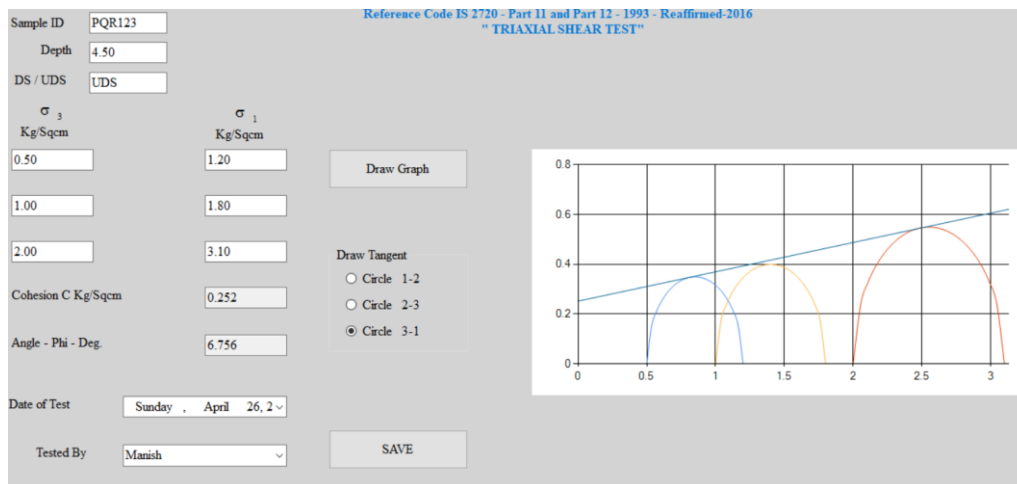 Reference Code IS 2720 - Part 11 and Part 12 - 1993 - Reaffirmed-2016
" TRIAXIAL SHEAR TEST"
Sample ID PQR123
Depth 4.50
DS / UDS UDS
σ 3 σ 1
Kg/Sqcm Kg/Sqcm
0.50 1.20
Draw Graph
1.00 1.80
2.00 3.10
Draw Tangent
Circle 1-2
Circle 2-3
Circle 3-1
Cohesion C Kg/Sqcm 0.252
Angle - Phi - Deg. 6.756
Date of Test Sunday , April 26, 2
Tested By Manish
SAVE
0.8
0.6
0.4
0.2
0
0 0.5 1 1.5 2 2.5 3